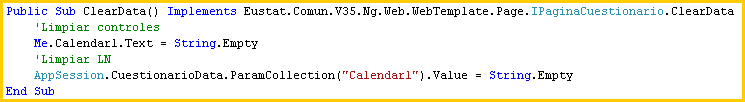 Public Sub ClearData() Implements Eustat.Comun.V35.Ng.Web.WebTemplate.Page.IPaginaCuestionario.ClearData
'Limpiar controles
Me.Calendar1.Text = String.Empty
'Limpiar LN
AppSession.CuestionarioData.ParamCollection("Calendar1").Value = String.Empty
End Sub